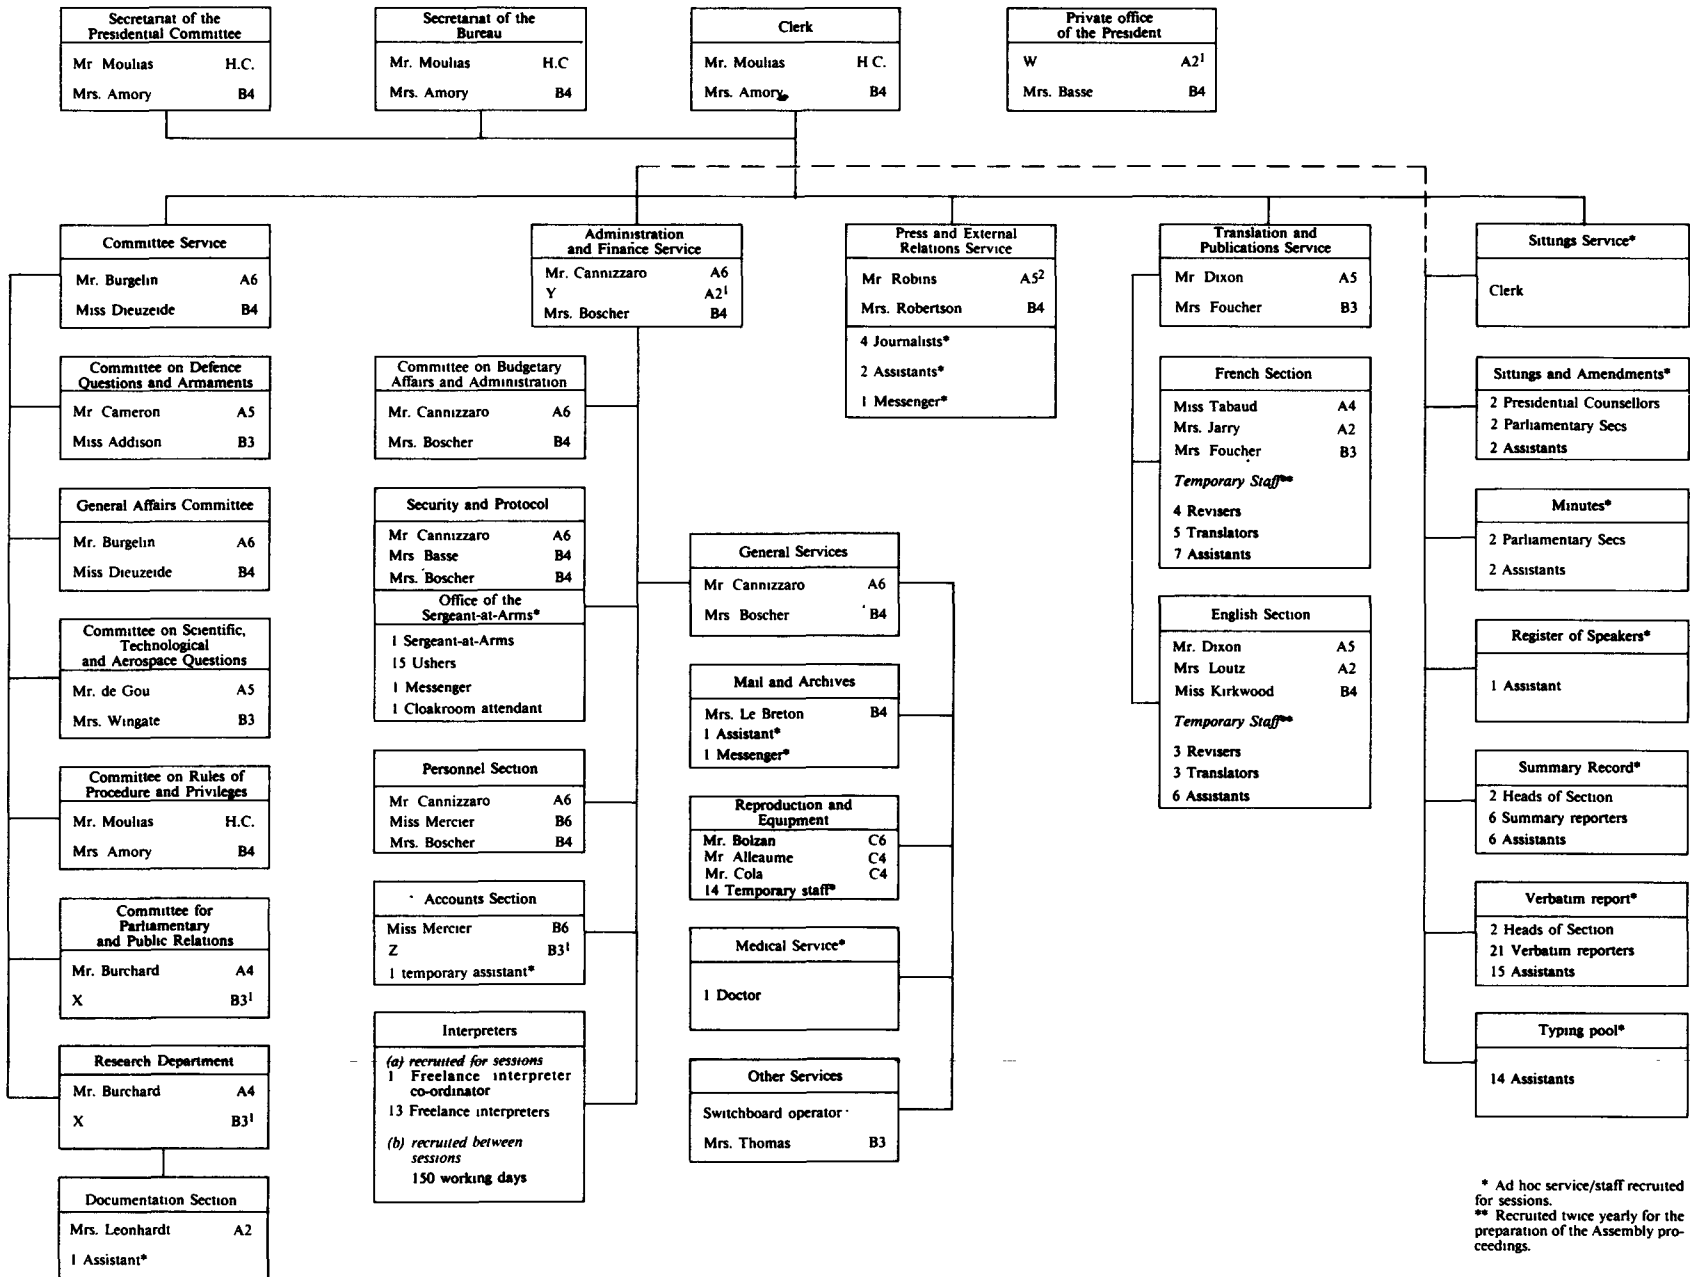 Secretariat of the
Presidential Committee
Mr Moulias H.C.
Mrs. Amory B4
Secretariat of the
Bureau
Mr. Moulias H.C
Mrs. Amory B4
Clerk
Mr. Moulias H C.
Mrs. Amory B4
Private office
of the President
W A2¹
Mrs. Basse B4
Committee Service
Mr. Burgelin A6
Miss Dieuzeide B4
Committee on Defence
Questions and Armaments
Mr Cameron A5
Miss Addison B3
General Affairs Committee
Mr. Burgelin A6
Miss Dieuzeide B4
Committee on Scientific,
Technological
and Aerospace Questions
Mr. de Gou A5
Mrs. Wingate B3
Committee on Rules of
Procedure and Privileges
Mr. Moulias H.C.
Mrs Amory B4
Committee for
Parliamentary
and Public Relations
Mr. Burchard A4
X B3¹
Research Department
Mr. Burchard A4
X B3¹
Documentation Section
Mrs. Leonhardt A2
1 Assistant*
Administration
and Finance Service
Mr. Cannizzaro A6
Y A2¹
Mrs. Boscher B4
Committee on Budgetary
Affairs and Administration
Mr. Cannizzaro A6
Mrs. Boscher B4
Security and Protocol
Mr Cannizzaro A6
Mrs Basse B4
Mrs. Boscher B4
Office of the
Sergeant-at-Arms*
1 Sergeant-at-Arms
15 Ushers
1 Messenger
1 Cloakroom attendant
Personnel Section
Mr Cannizzaro A6
Miss Mercier B6
Mrs. Boscher B4
Accounts Section
Miss Mercier B6
Z B3¹
1 temporary assistant*
Interpreters
(a) recruited for sessions
1 Freelance interpreter
co-ordinator
13 Freelance interpreters
(b) recruited between
sessions
150 working days
General Services
Mr Cannizzaro A6
Mrs Boscher B4
Mail and Archives
Mrs. Le Breton B4
1 Assistant*
1 Messenger*
Reproduction and
Equipment
Mr. Bolzan C6
Mr Alleaume C4
Mr. Cola C4
14 Temporary staff*
Medical Service*
1 Doctor
Other Services
Switchboard operator
Mrs. Thomas B3
Press and External
Relations Service
Mr Robins A5²
Mrs. Robertson B4
4 Journalists*
2 Assistants*
1 Messenger*
Translation and
Publications Service
Mr Dixon A5
Mrs Foucher B3
French Section
Miss Tabaud A4
Mrs. Jarry A2
Mrs Foucher B3
Temporary Staff**
4 Revisers
5 Translators
7 Assistants
English Section
Mr. Dixon A5
Mrs Loutz A2
Miss Kirkwood B4
Temporary Staff**
3 Revisers
3 Translators
6 Assistants
Sittings Service*
Clerk
Sittings and Amendments*
2 Presidential Counsellors
2 Parliamentary Secs
2 Assistants
Minutes*
2 Parliamentary Secs
2 Assistants
Register of Speakers*
1 Assistant
Summary Record*
2 Heads of Section
6 Summary reporters
6 Assistants
Verbatim report*
2 Heads of Section
21 Verbatim reporters
15 Assistants
Typing pool*
14 Assistants
* Ad hoc service/staff recruited
for sessions.
** Recruited twice yearly for the
preparation of the Assembly pro-
ceedings.